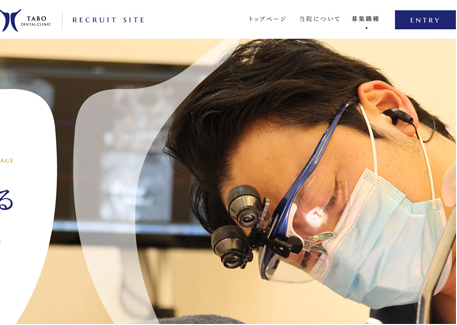 TABO
DENTAL CLINIC
RECRUIT SITE
トップページ
当院について
募集職種
ENTRY
AGE
る